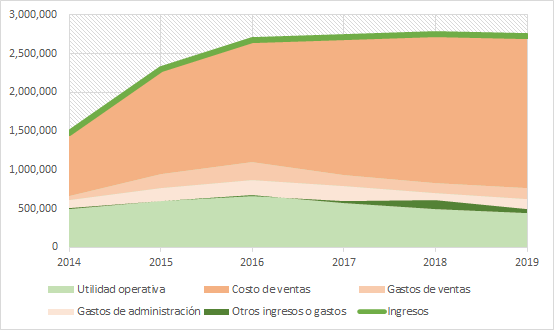 3,000,000
2,500,000
2,000,000
1,500,000
1,000,000
500,000
0
2014 2015 2016 2017 2018 2019
Utilidad operativa Costo de ventas Gastos de ventas
Gastos de administración Otros ingresos o gastos Ingresos